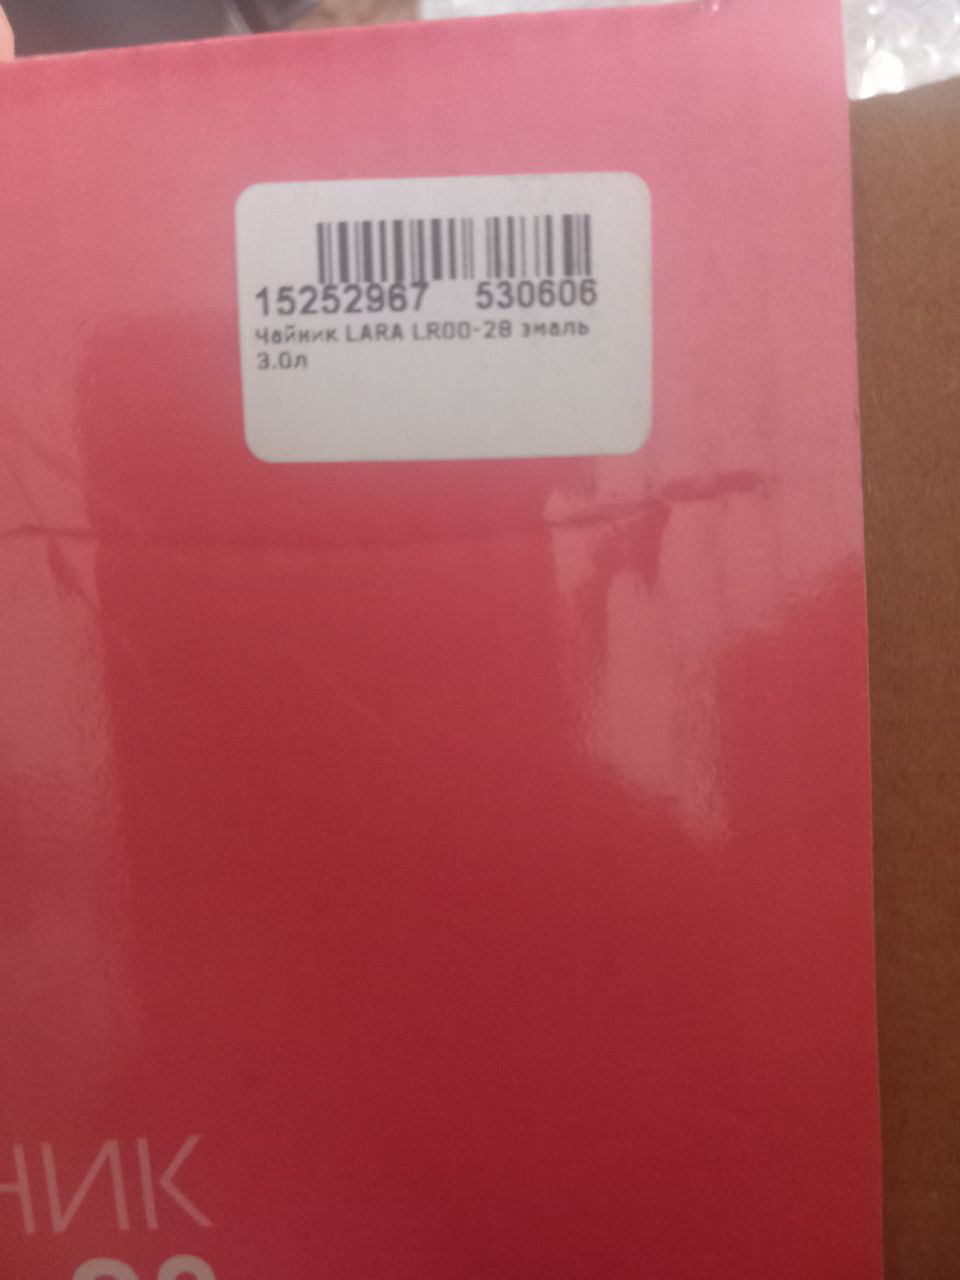 15252967 530606
Чайник LARA LR00-28 эмаль
3.0л
НИК